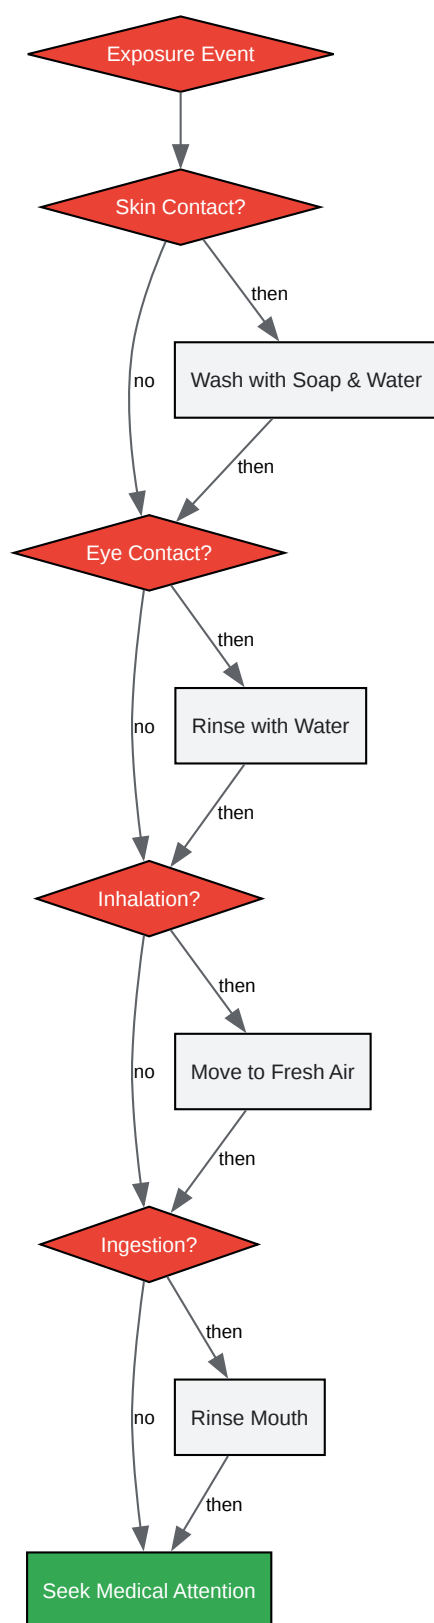 Exposure Event
Skin Contact?
then
Wash with Soap & Water
no
then
Eye Contact?
then
Rinse with Water
no
then
Inhalation?
then
Move to Fresh Air
no
then
Ingestion?
then
Rinse Mouth
no
then
Seek Medical Attention